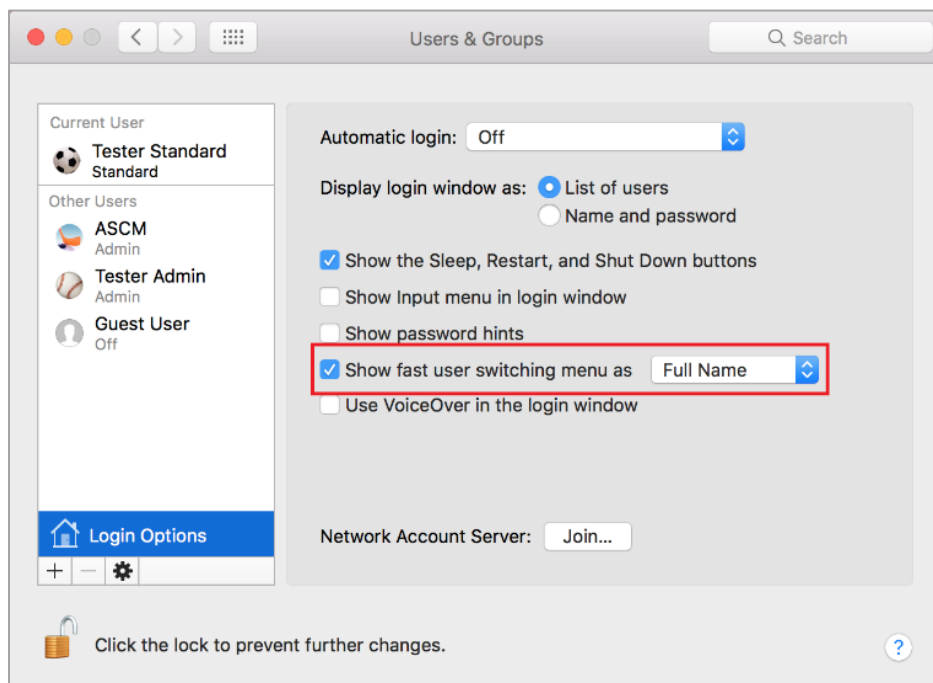 Users & Groups
Search
Current User
Tester Standard
Standard
Other Users
ASCM
Admin
Tester Admin
Admin
Guest User
Off
Login Options
Automatic login: Off
Display login window as: List of users
Name and password
Show the Sleep, Restart, and Shut Down buttons
Show Input menu in login window
Show password hints
Show fast user switching menu as Full Name
Use VoiceOver in the login window
Network Account Server: Join...
Click the lock to prevent further changes.
?